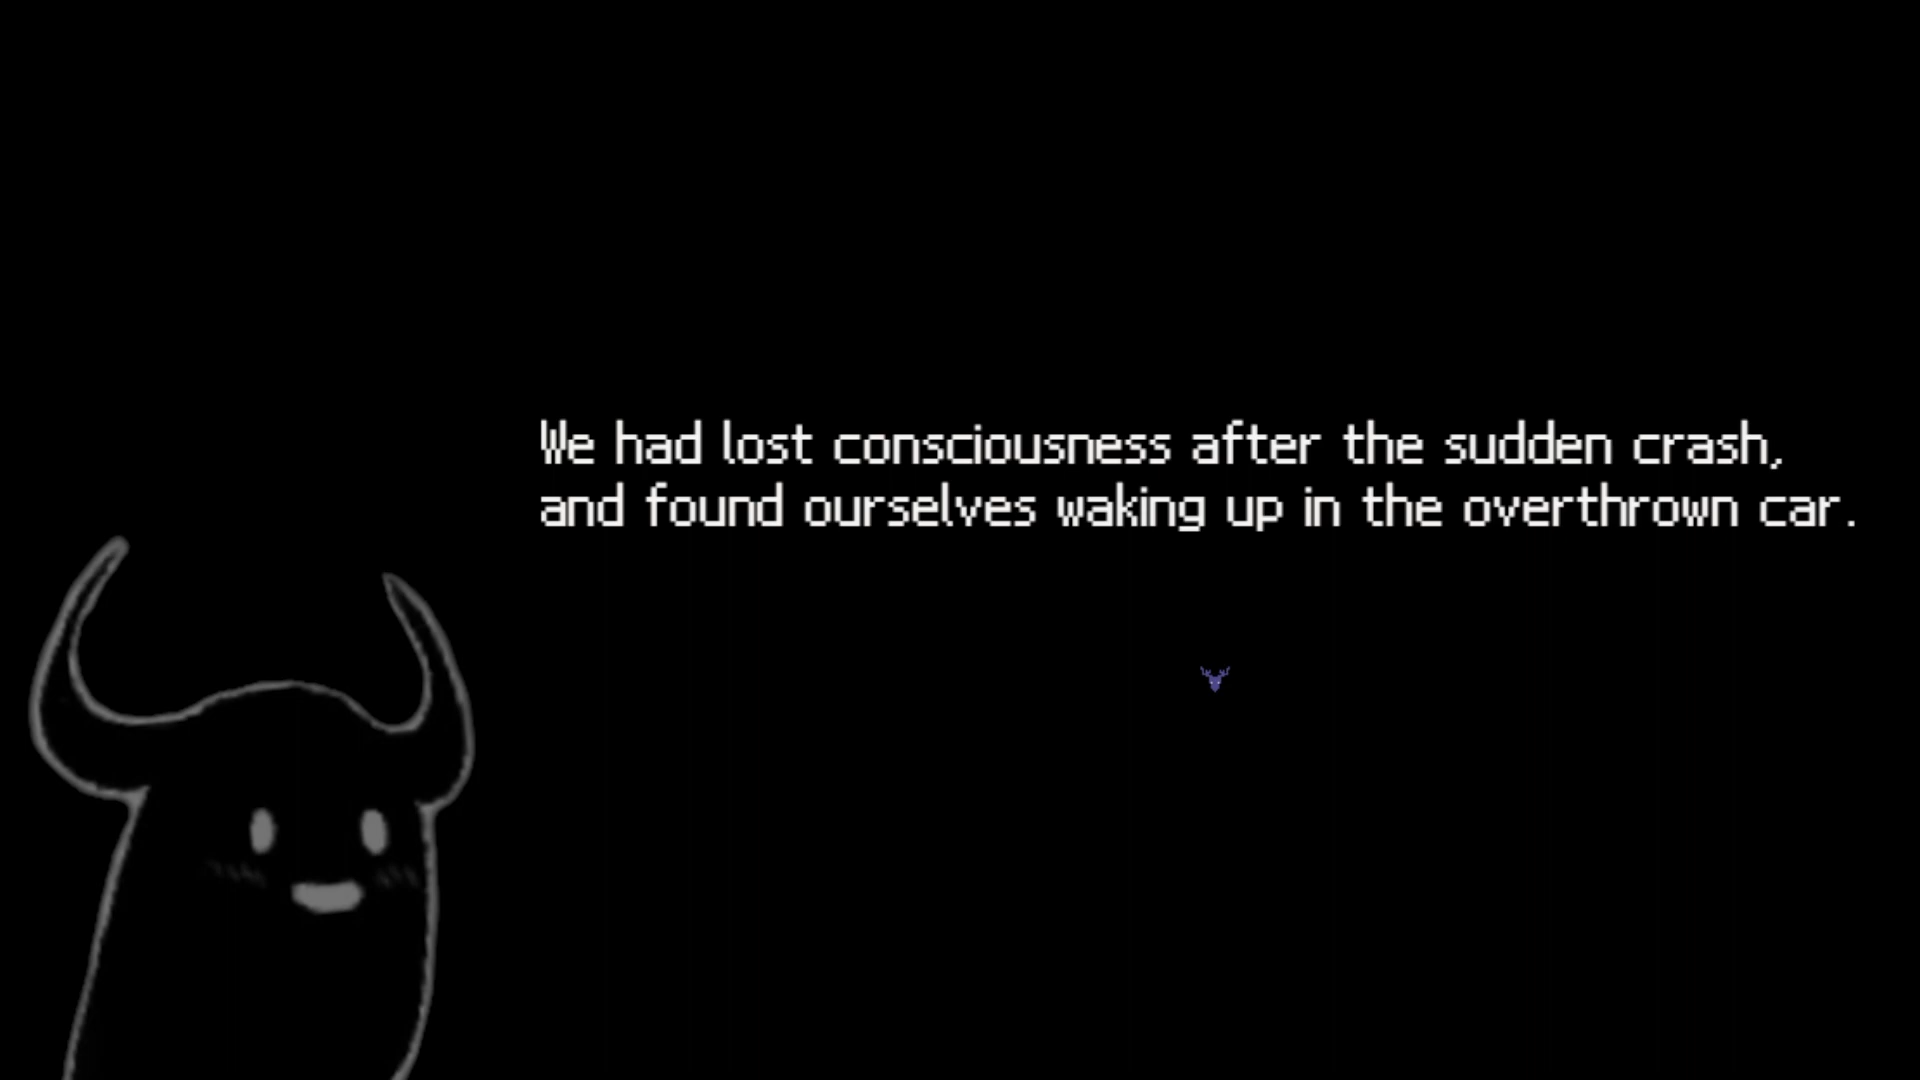 We had lost consciousness after the sudden crash,
and found ourselves waking up in the overthrown car.